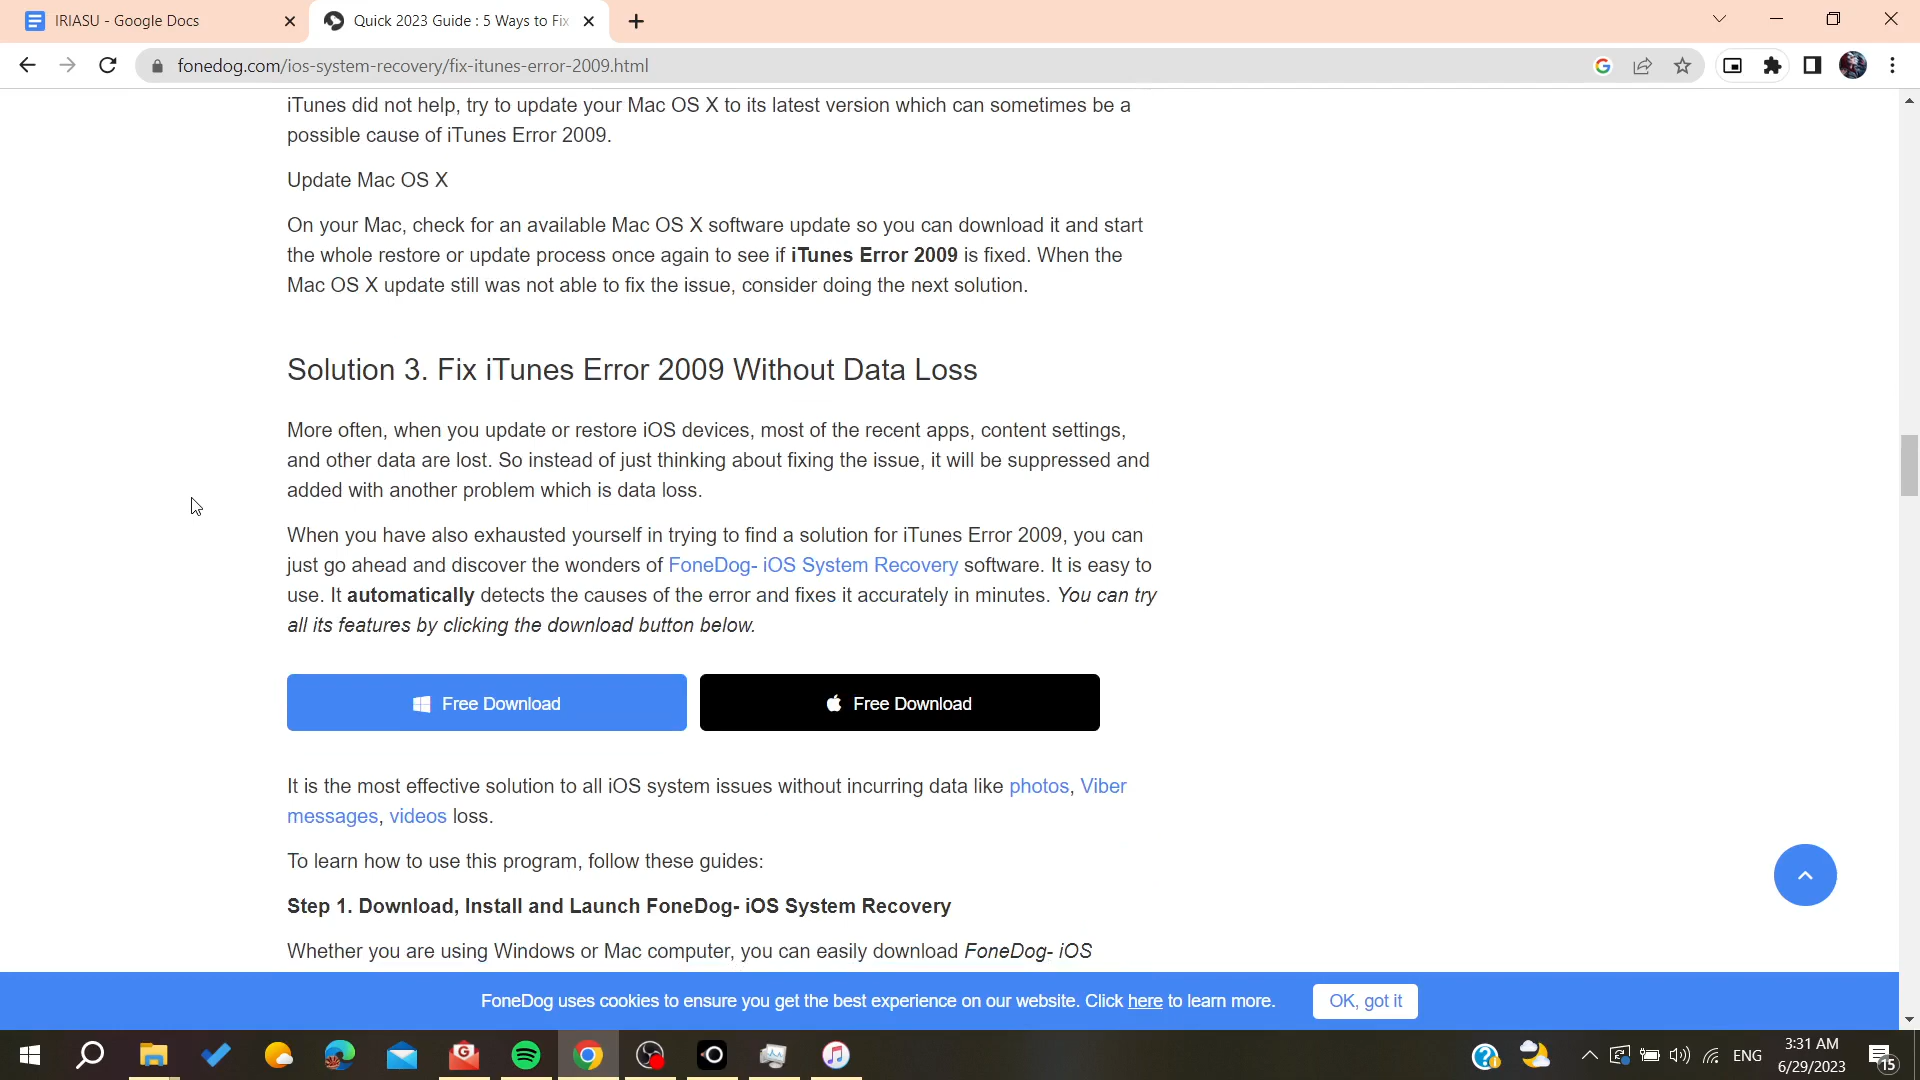 IRIASU - Google Docs
Quick 2023 Guide : 5 Ways to Fix
fonedog.com/ios-system-recovery/fix-itunes-error-2009.html
iTunes did not help, try to update your Mac OS X to its latest version which can sometimes be a
possible cause of iTunes Error 2009.
Update Mac OS X
On your Mac, check for an available Mac OS X software update so you can download it and start
the whole restore or update process once again to see if iTunes Error 2009 is fixed. When the
Mac OS X update still was not able to fix the issue, consider doing the next solution.
Solution 3. Fix iTunes Error 2009 Without Data Loss
More often, when you update or restore iOS devices, most of the recent apps, content settings,
and other data are lost. So instead of just thinking about fixing the issue, it will be suppressed and
added with another problem which is data loss.
When you have also exhausted yourself in trying to find a solution for iTunes Error 2009, you can
just go ahead and discover the wonders of FoneDog- iOS System Recovery software. It is easy to
use. It automatically detects the causes of the error and fixes it accurately in minutes. You can try
all its features by clicking the download button below.
Free Download
Free Download
It is the most effective solution to all iOS system issues without incurring data like photos, Viber
messages, videos loss.
To learn how to use this program, follow these guides:
Step 1. Download, Install and Launch FoneDog- iOS System Recovery
Whether you are using Windows or Mac computer, you can easily download FoneDog- iOS
FoneDog uses cookies to ensure you get the best experience on our website. Click here to learn more.
OK, got it
ENG
3:31 AM
6/29/2023
15